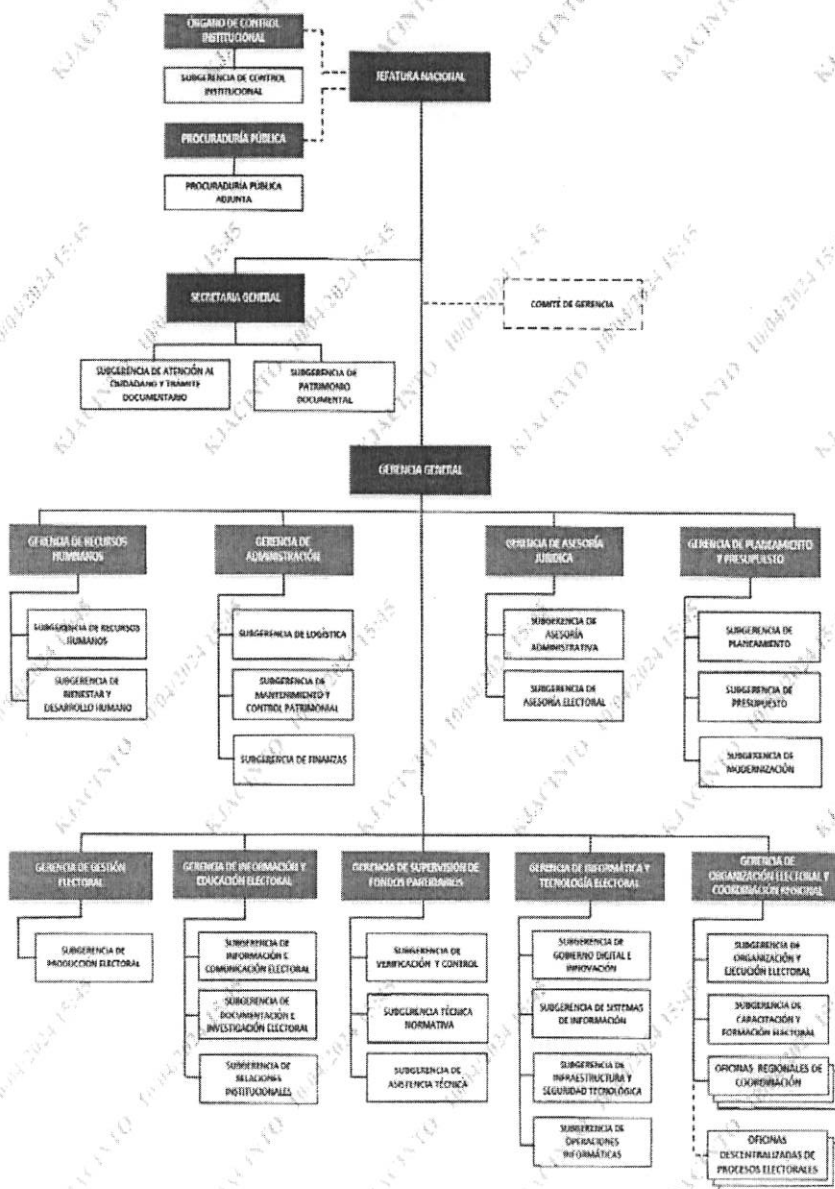 ÓRGANO DE CONTROL
INSTITUCIONAL
SUBGERENCIA DE CONTROL
INSTITUCIONAL
JEFATURA NACIONAL
PROCURADURÍA PÚBLICA
PROCURADURÍA PÚBLICA
ADJUNTA
SECRETARIA GENERAL
COMITÉ DE GERENCIA
SUBGERENCIA DE ATENCIÓN AL
CIUDADANO Y TRÁMITE
DOCUMENTARIO
SUBGERENCIA DE
PATRIMONIO
DOCUMENTAL
GERENCIA GENERAL
GERENCIA DE RECURSOS
HUMANOS
SUBGERENCIA DE RECURSOS
HUMANOS
SUBGERENCIA DE
BIENESTAR Y
DESARROLLO HUMANO
GERENCIA DE
ADMINISTRACIÓN
SUBGERENCIA DE LOGÍSTICA
SUBGERENCIA DE
MANTENIMIENTO Y
CONTROL PATRIMONIAL
SUBGERENCIA DE FINANZAS
GERENCIA DE ASESORÍA
JURIDICA
SUBGERENCIA DE
ASESORÍA
ADMINISTRATIVA
SUBGERENCIA DE
ASESORÍA ELECTORAL
GERENCIA DE PLANEAMIENTO
Y PRESUPUESTO
SUBGERENCIA DE
PLANEAMIENTO
SUBGERENCIA DE
PRESUPUESTO
SUBGERENCIA DE
MODERNIZACIÓN
GERENCIA DE GESTIÓN
ELECTORAL
SUBGERENCIA DE
PRODUCCIÓN ELECTORAL
GERENCIA DE INFORMACIÓN Y
EDUCACIÓN ELECTORAL
SUBGERENCIA DE
INFORMACIÓN E
COMUNICACIÓN ELECTORAL
SUBGERENCIA DE
DOCUMENTACIÓN E
INVESTIGACIÓN ELECTORAL
SUBGERENCIA DE
RELACIONES
INSTITUCIONALES
GERENCIA DE SUPERVISIÓN DE
FONDOS PARTIDARIOS
SUBGERENCIA DE
VERIFICACIÓN Y CONTROL
SUBGERENCIA TÉCNICA
NORMATIVA
SUBGERENCIA DE
ASISTENCIA TÉCNICA
GERENCIA DE INFORMÁTICA Y
TECNOLOGÍA ELECTORAL
SUBGERENCIA DE
GOBIERNO DIGITAL E
INNOVACIÓN
SUBGERENCIA DE SISTEMAS
DE INFORMACIÓN
SUBGERENCIA DE
INFRAESTRUCTURA Y
SEGURIDAD TECNOLÓGICA
SUBGERENCIA DE
OPERACIONES
INFORMÁTICAS
GERENCIA DE
ORGANIZACIÓN ELECTORAL Y
COORDINACIÓN REGIONAL
SUBGERENCIA DE
ORGANIZACIÓN Y
EJECUCIÓN ELECTORAL
SUBGERENCIA DE
CAPACITACIÓN Y
FORMACIÓN ELECTORAL
OFICINAS REGIONALES DE
COORDINACIÓN
OFICINAS
DESCENTRALIZADAS DE
PROCESOS ELECTORALES
KJACINTO 10/04/2024 15:45